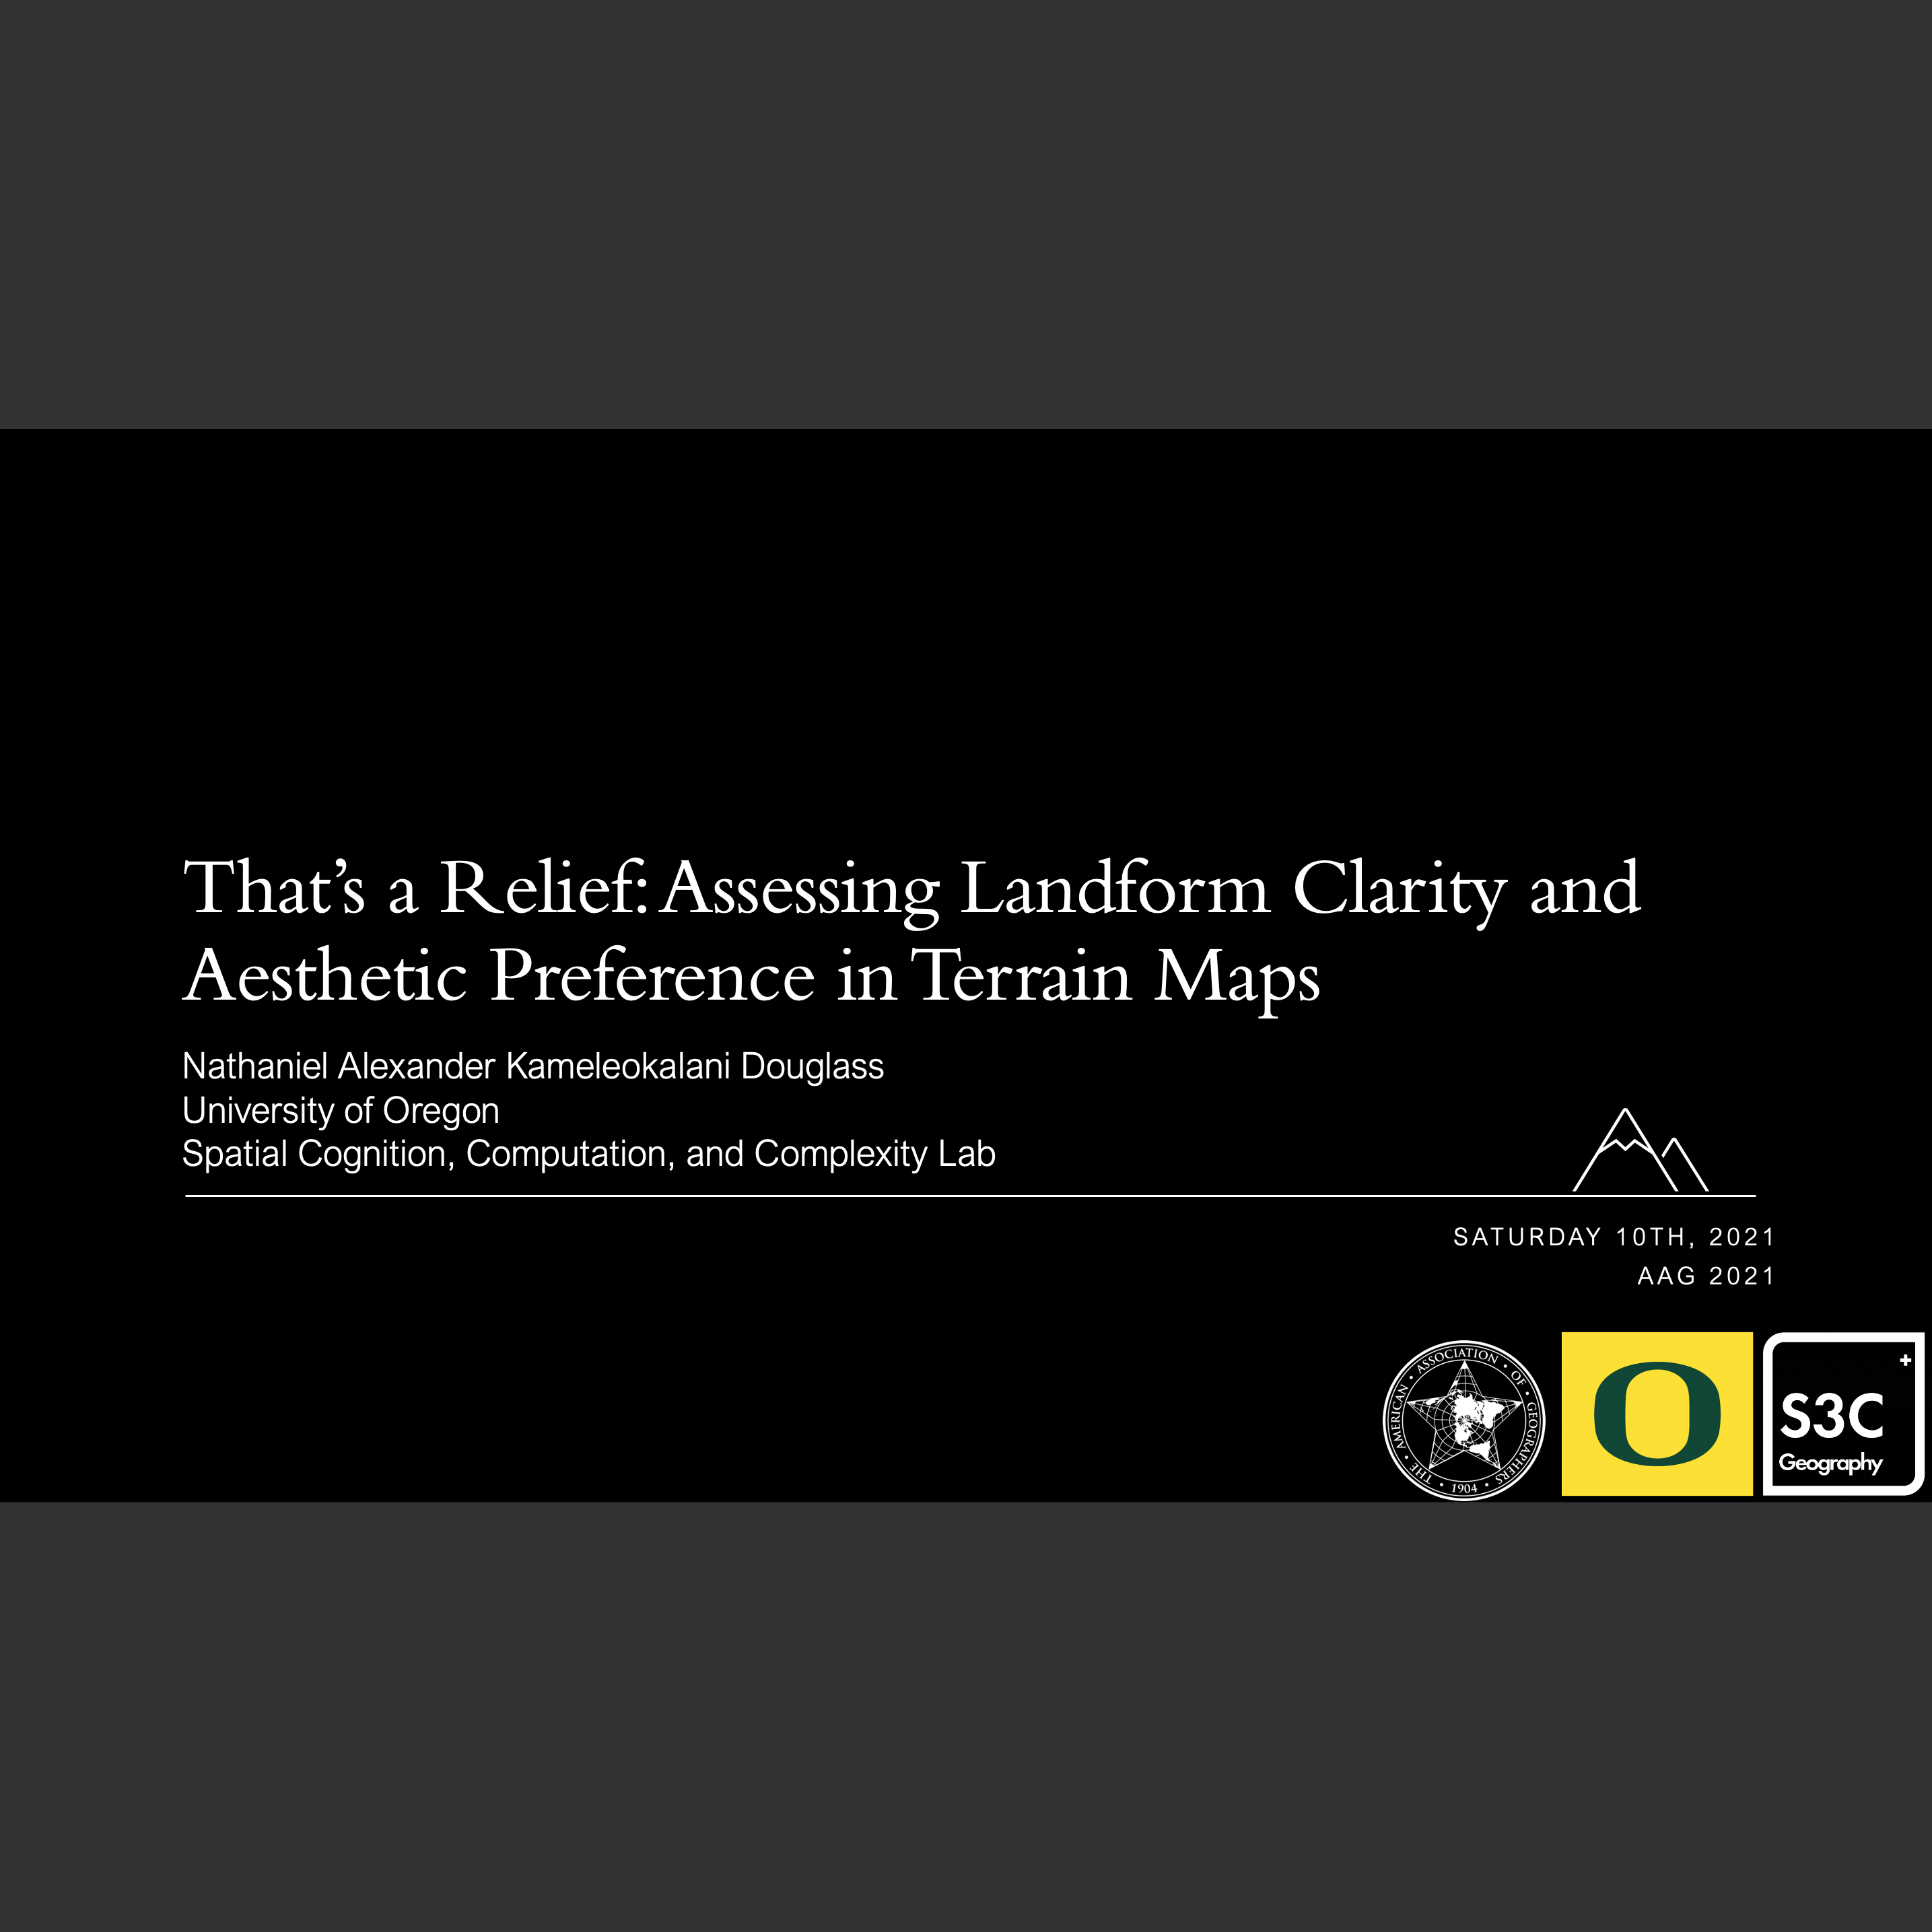 That’s a Relief: Assessing Landform Clarity and
Aesthetic Preference in Terrain Maps
Nathaniel Alexander Kameleokalani Douglass
University of Oregon
Spatial Cognition, Computation, and Complexity Lab
SATURDAY 10TH, 2021
AAG 2021
THE • AMERICAN • ASSOCIATION • OF • GEOGRAPHERS • 1904 •
O
+
S3C
Geography